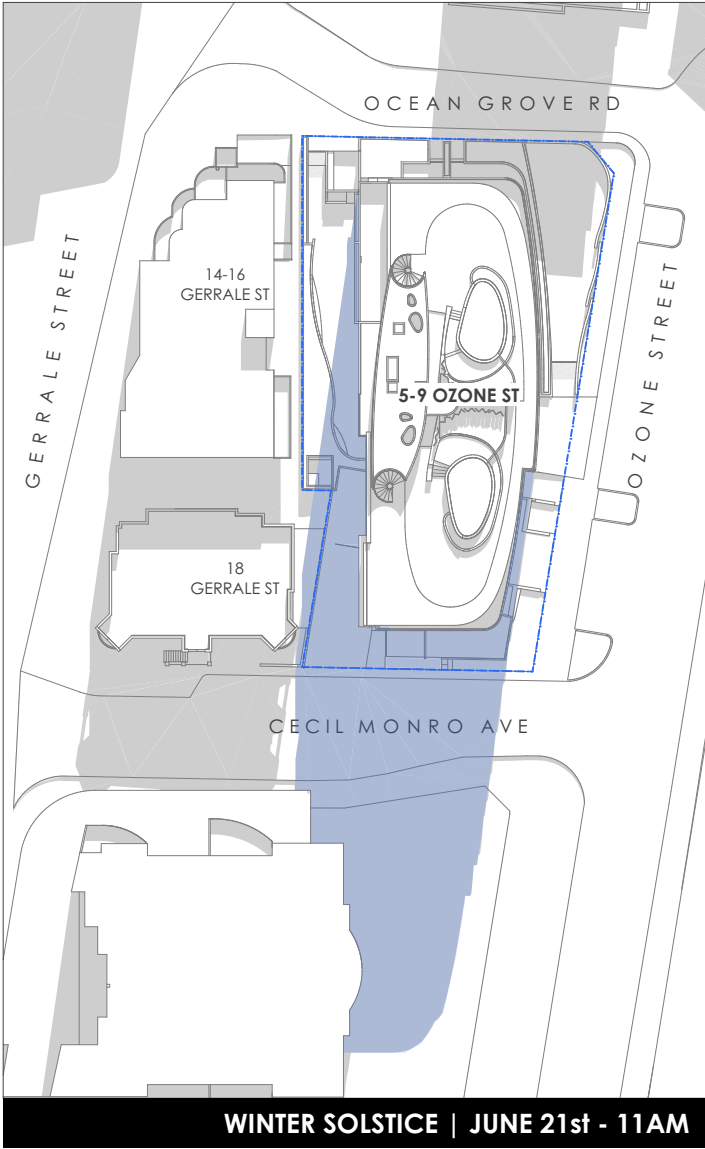 OCEAN GROVE RD
GERRALE STREET
14-16
GERRALE ST
OZONE STREET
5-9 OZONE ST
18
GERRALE ST
CECIL MONRO AVE
WINTER SOLSTICE | JUNE 21st - 11AM